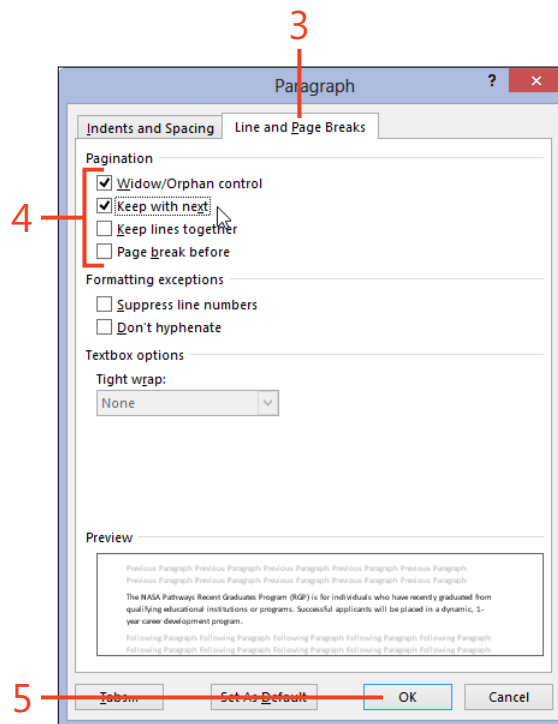 3
Paragraph ?
Indents and Spacing Line and Page Breaks
Pagination
4
Widow/Orphan control
Keep with next
Keep lines together
Page break before
Formatting exceptions
Suppress line numbers
Don't hyphenate
Textbox options
Tight wrap:
None
Preview
Previous Paragraph Previous Paragraph Previous Paragraph Previous Paragraph Previous Paragraph
Previous Paragraph Previous Paragraph Previous Paragraph Previous Paragraph Previous Paragraph
The NASA Pathways Recent Graduates Program (RGP) is for individuals who have recently graduated from
qualifying educational institutions or programs. Successful applicants will be placed in a dynamic, 1-
year career development program.
Following Paragraph Following Paragraph Following Paragraph Following Paragraph Following Paragraph
Following Paragraph Following Paragraph Following Paragraph Following Paragraph Following Paragraph
5
Tabs... Set As Default OK Cancel